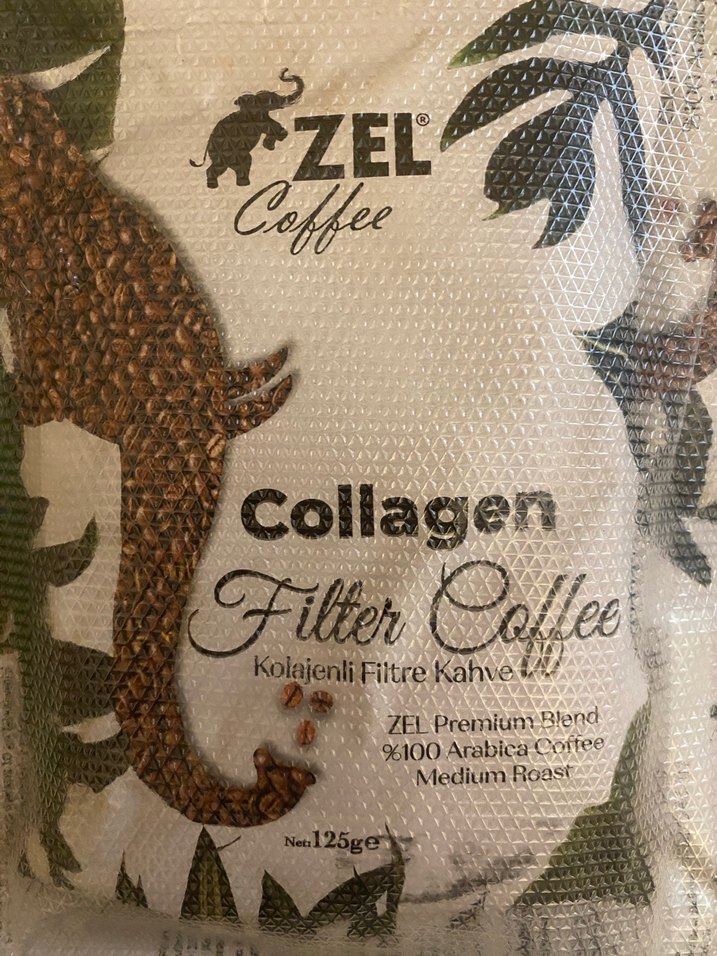 ZEL®
Coffee
Collagen
Filter Coffee
Kolajenli Filtre Kahve
ZEL Premium Blend
%100 Arabica Coffee
Medium Roast
Net: 125g℮